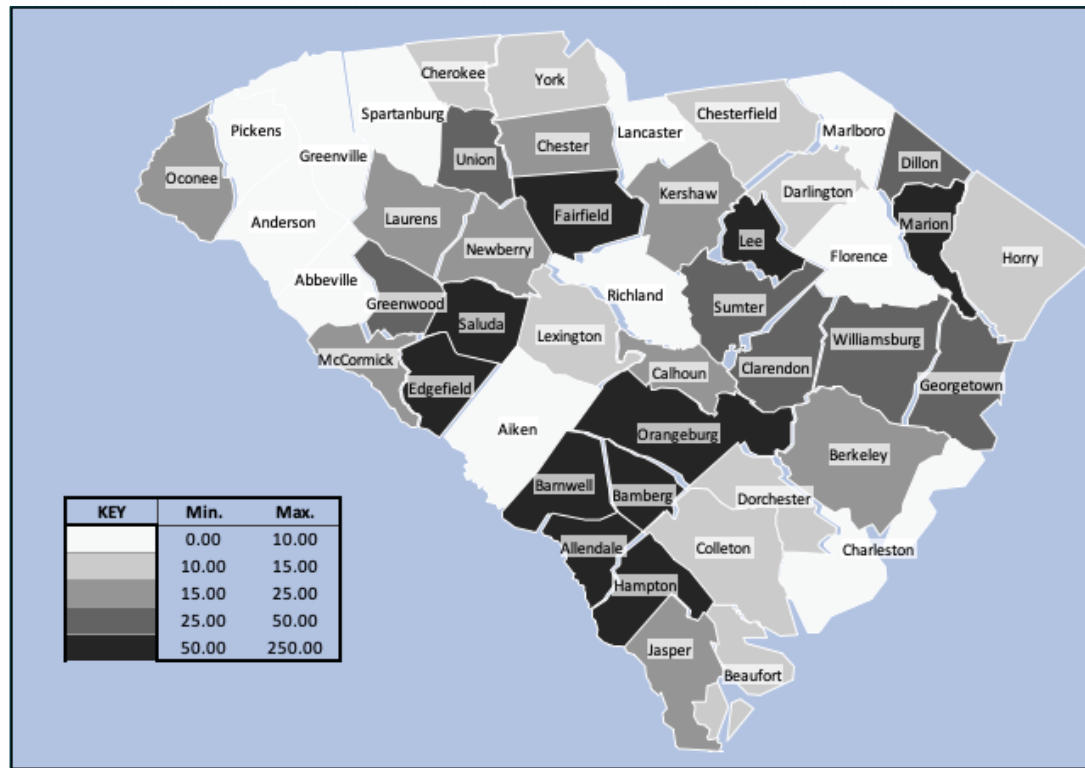 Cherokee
York
Spartanburg
Chesterfield
Pickens
Lancaster
Marlboro
Greenville
Union
Chester
Dillon
Oconee
Kershaw
Darlington
Laurens
Fairfield
Anderson
Marion
Lee
Newberry
Florence
Horry
Abbeville
Richland
Greenwood
Sumter
Saluda
Lexington
Williamsburg
McCormick
Clarendon
Calhoun
Edgefield
Georgetown
Aiken
Orangeburg
Berkeley
Barnwell
Bamberg
Dorchester
Allendale
Colleton
Charleston
Hampton
Jasper
Beaufort
KEY Min. Max.
0.00 10.00
10.00 15.00
15.00 25.00
25.00 50.00
50.00 250.00